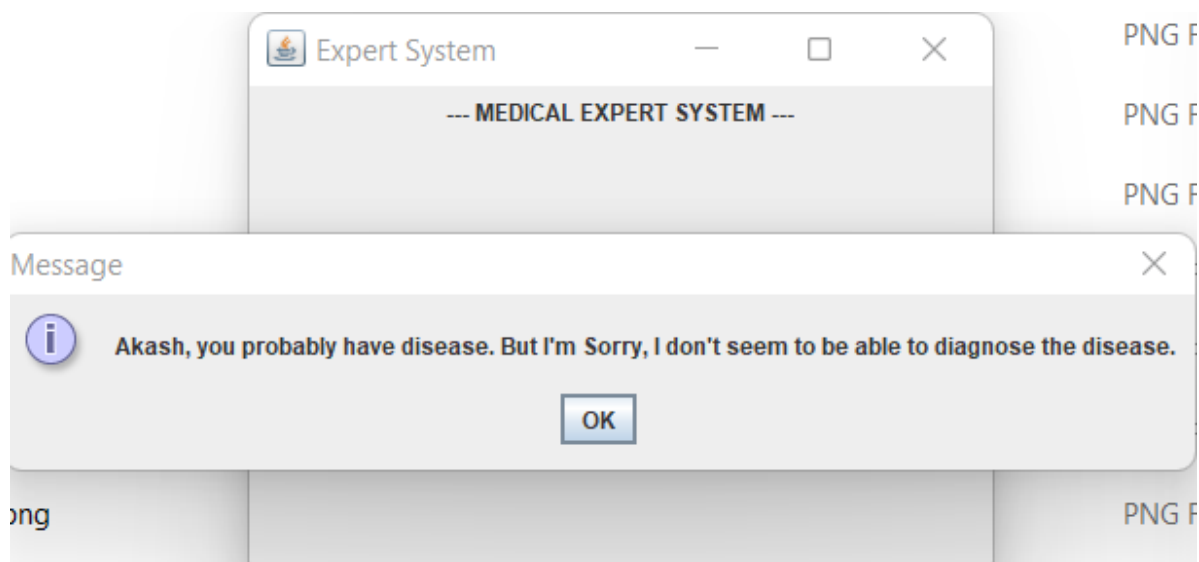 Expert System
PNG F
--- MEDICAL EXPERT SYSTEM ---
PNG F
PNG F
Message
Akash, you probably have disease. But I'm Sorry, I don't seem to be able to diagnose the disease.
OK
png
PNG F